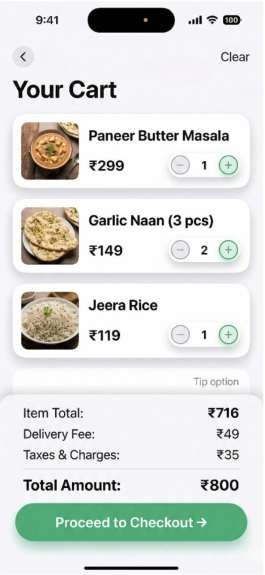 9:41
100
Clear
Your Cart
Paneer Butter Masala
₹299 1
Garlic Naan (3 pcs)
₹149 2
Jeera Rice
₹119 1
Tip option
Item Total: ₹716
Delivery Fee: ₹49
Taxes & Charges: ₹35
Total Amount: ₹800
Proceed to Checkout →